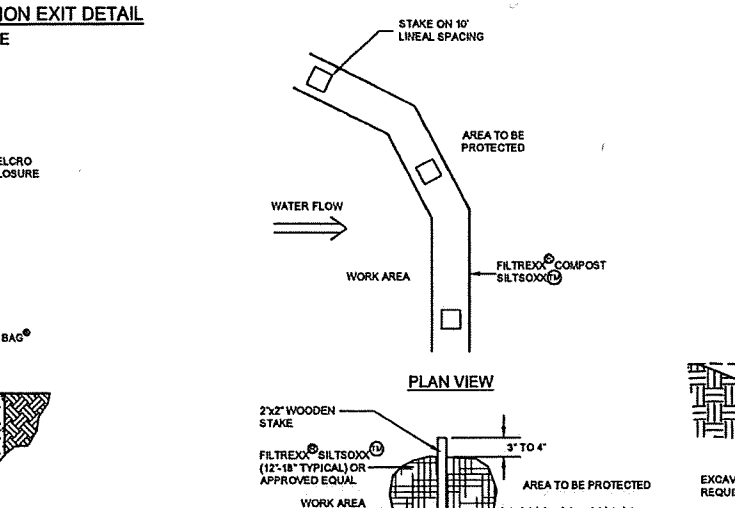 ION EXIT DETAIL
E
STAKE ON 10'
LINEAL SPACING
AREA TO BE
PROTECTED
ELCRO
LOSURE
WATER FLOW
WORK AREA
FILTREXX® COMPOST
SILTSOXX™
BAG®
PLAN VIEW
2"x2" WOODEN
STAKE
3" TO 4"
FILTREXX® SILTSOXX™
(12"-18" TYPICAL) OR
APPROVED EQUAL
WORK AREA
AREA TO BE PROTECTED
EXCAV
REQUI